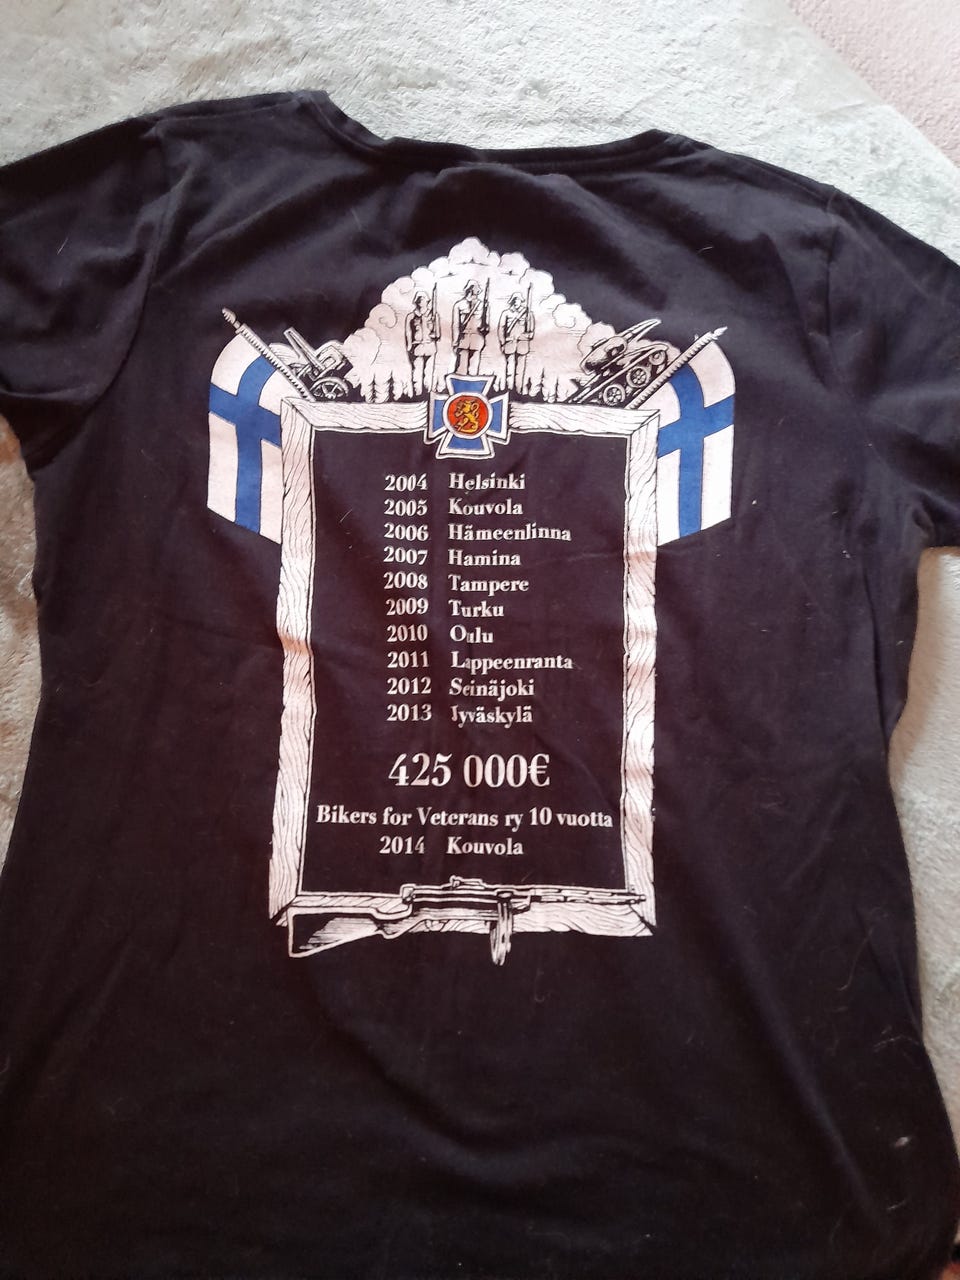 2004 Helsinki
2005 Kouvola
2006 Hämeenlinna
2007 Hamina
2008 Tampere
2009 Turku
2010 Oulu
2011 Lappeenranta
2012 Seinäjoki
2013 Jyväskylä
425 000€
Bikers for Veterans ry 10 vuotta
2014 Kouvola